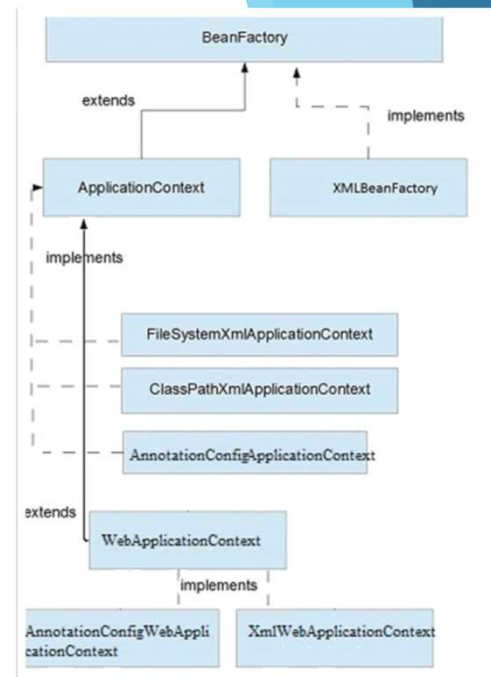 BeanFactory
extends
implements
ApplicationContext
XMLBeanFactory
implements
FileSystemXmlApplicationContext
ClassPathXmlApplicationContext
AnnotationConfigApplicationContext
extends
WebApplicationContext
implements
AnnotationConfigWebAppli
cationContext
XmlWebApplicationContext